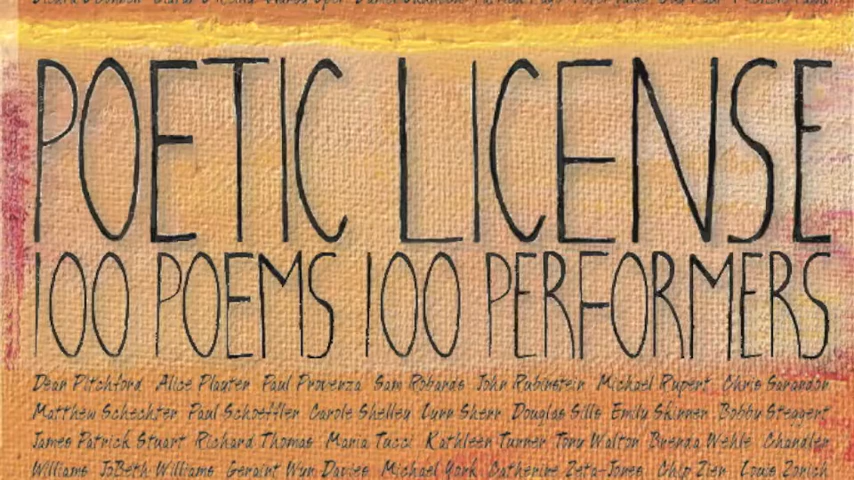 POETIC LICENSE
100 POEMS 100 PERFORMERS
Dean Pitchford Alice Playten Paul Provenza Sam Robards John Rubinstein Michael Rupert Chris Sarandon
Matthew Schechter Paul Schoeffler Carole Shelley Lynn Sherr Douglas Sills Emily Skinner Bobby Steggert
James Patrick Stuart Richard Thomas Maria Tucci Kathleen Turner Tony Walton Brenda Wehle Chandler
Williams JoBeth Williams Geraint Wyn Davies Michael York Catherine Zeta-Jones Chip Zien Louis Zorich